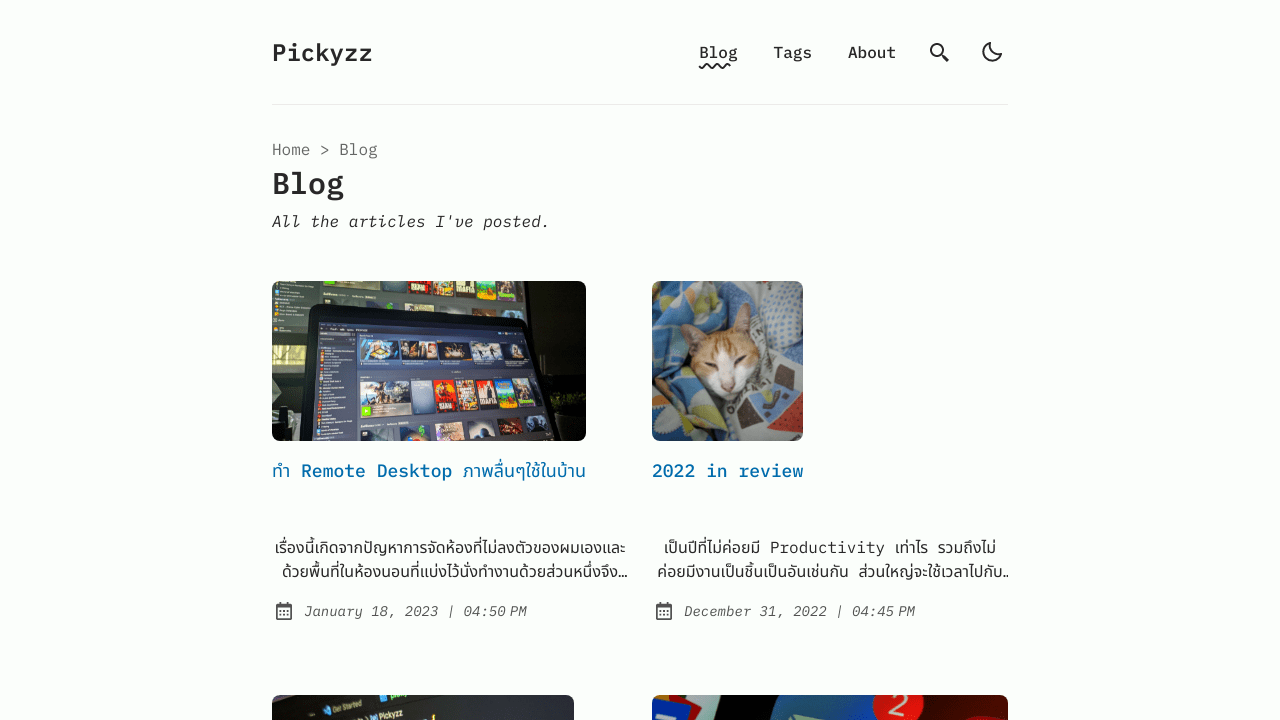 Pickyzz
Blog Tags About
Home > Blog
Blog
All the articles I've posted.
ทำ Remote Desktop ภาพลื่นๆใช้ในบ้าน
เรื่องนี้เกิดจากปัญหาการจัดห้องที่ไม่ลงตัวของผมเองและ
ด้วยพื้นที่ในห้องนอนที่แบ่งไว้นั่งทำงานด้วยส่วนหนึ่งจึง...
January 18, 2023 | 04:50 PM
2022 in review
เป็นปีที่ไม่ค่อยมี Productivity เท่าไร รวมถึงไม่
ค่อยมีงานเป็นชิ้นเป็นอันเช่นกัน ส่วนใหญ่จะใช้เวลาไปกับ..
December 31, 2022 | 04:45 PM
Get Started
Pickyzz
2